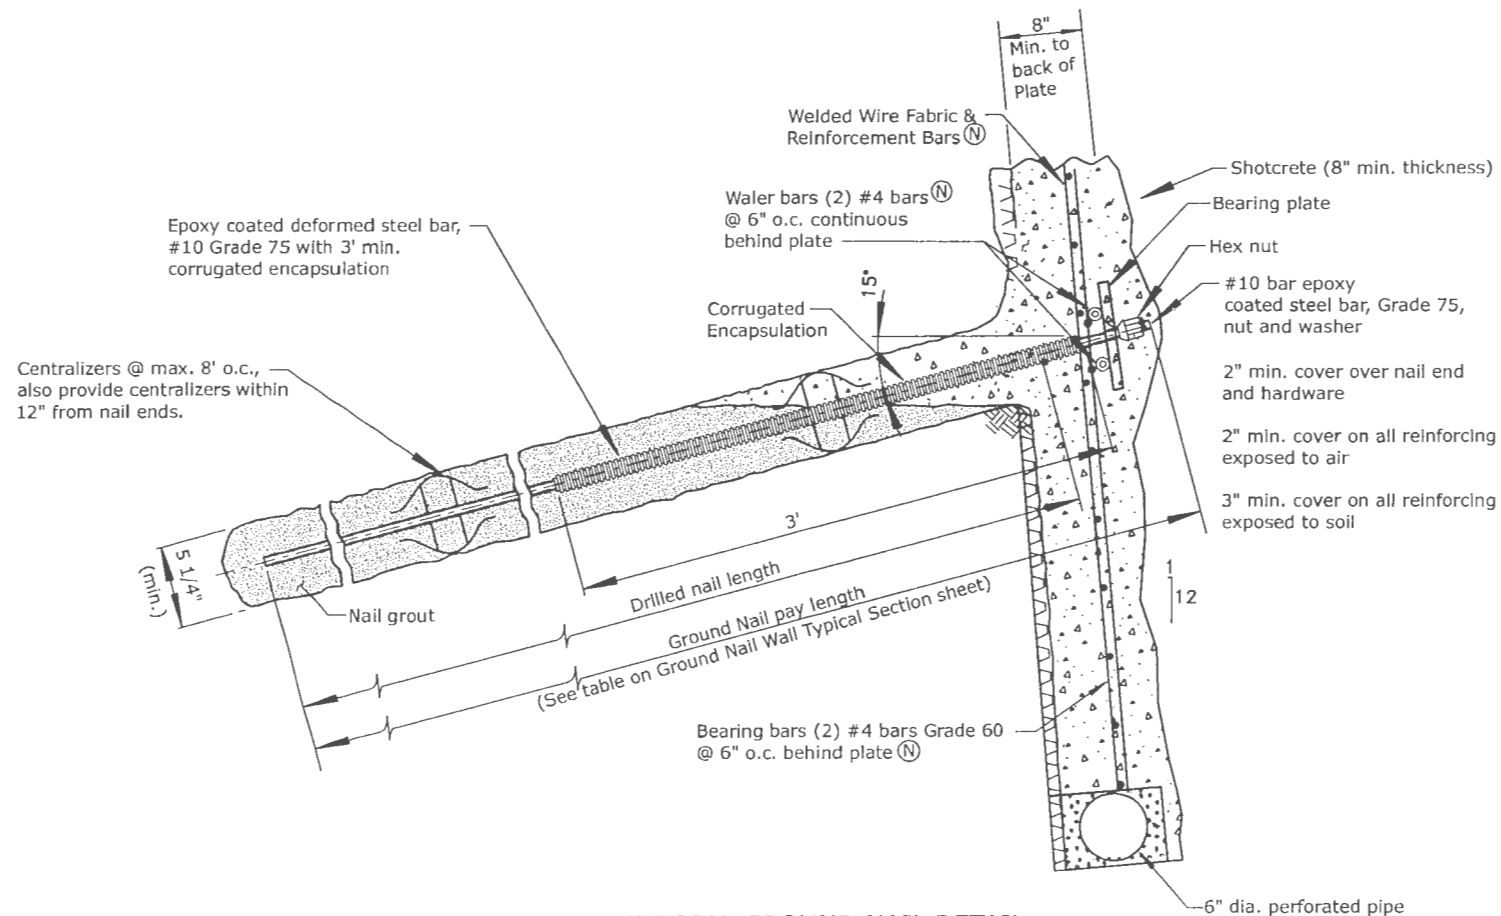 8"
Min. to
back of
Plate
Welded Wire Fabric &
Reinforcement Bars Ⓝ
Shotcrete (8" min. thickness)
Waler bars (2) #4 bars Ⓝ
@ 6" o.c. continuous
behind plate
Bearing plate
Epoxy coated deformed steel bar,
#10 Grade 75 with 3' min.
corrugated encapsulation
Hex nut
15°
#10 bar epoxy
coated steel bar, Grade 75,
nut and washer
Corrugated
Encapsulation
Centralizers @ max. 8' o.c.,
also provide centralizers within
12" from nail ends.
2" min. cover over nail end
and hardware
2" min. cover on all reinforcing
exposed to air
3" min. cover on all reinforcing
exposed to soil
3'
5 1/4"
(min.)
Drilled nail length
Nail grout
Ground Nail pay length
(See table on Ground Nail Wall Typical Section sheet)
1
12
Bearing bars (2) #4 bars Grade 60
@ 6" o.c. behind plate Ⓝ
6" dia. perforated pipe